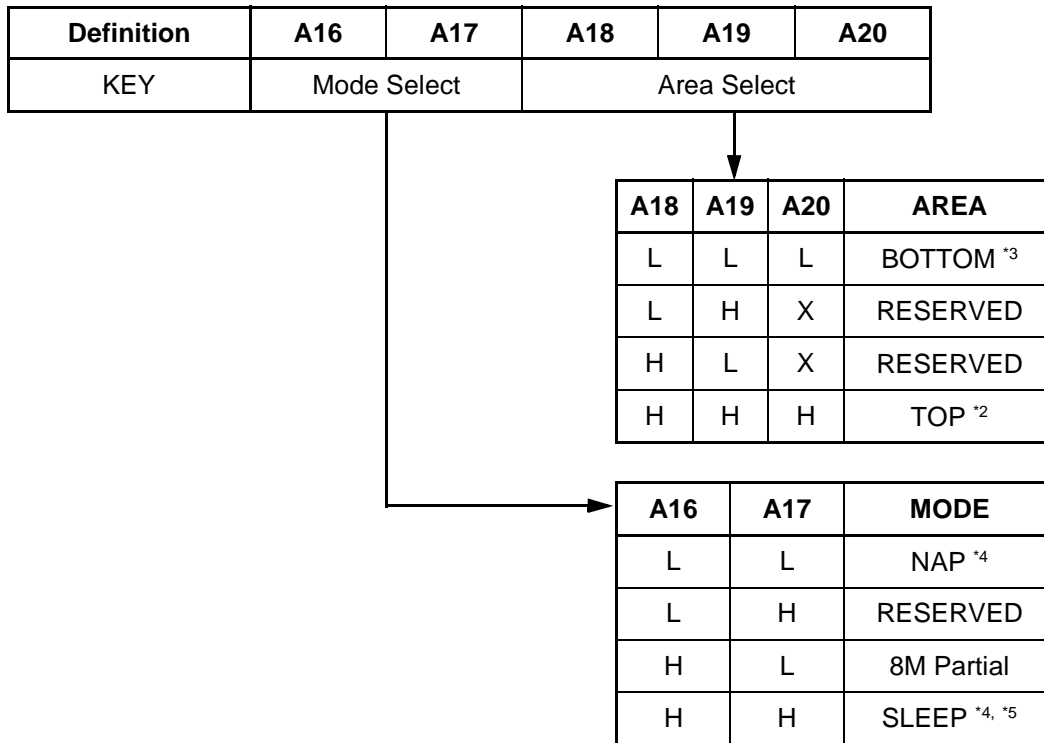 Definition A16 A17 A18 A19 A20
KEY Mode Select Area Select
A18 A19 A20 AREA
L L L BOTTOM *3
L H X RESERVED
H L X RESERVED
H H H TOP *2
A16 A17 MODE
L L NAP *4
L H RESERVED
H L 8M Partial
H H SLEEP *4, *5